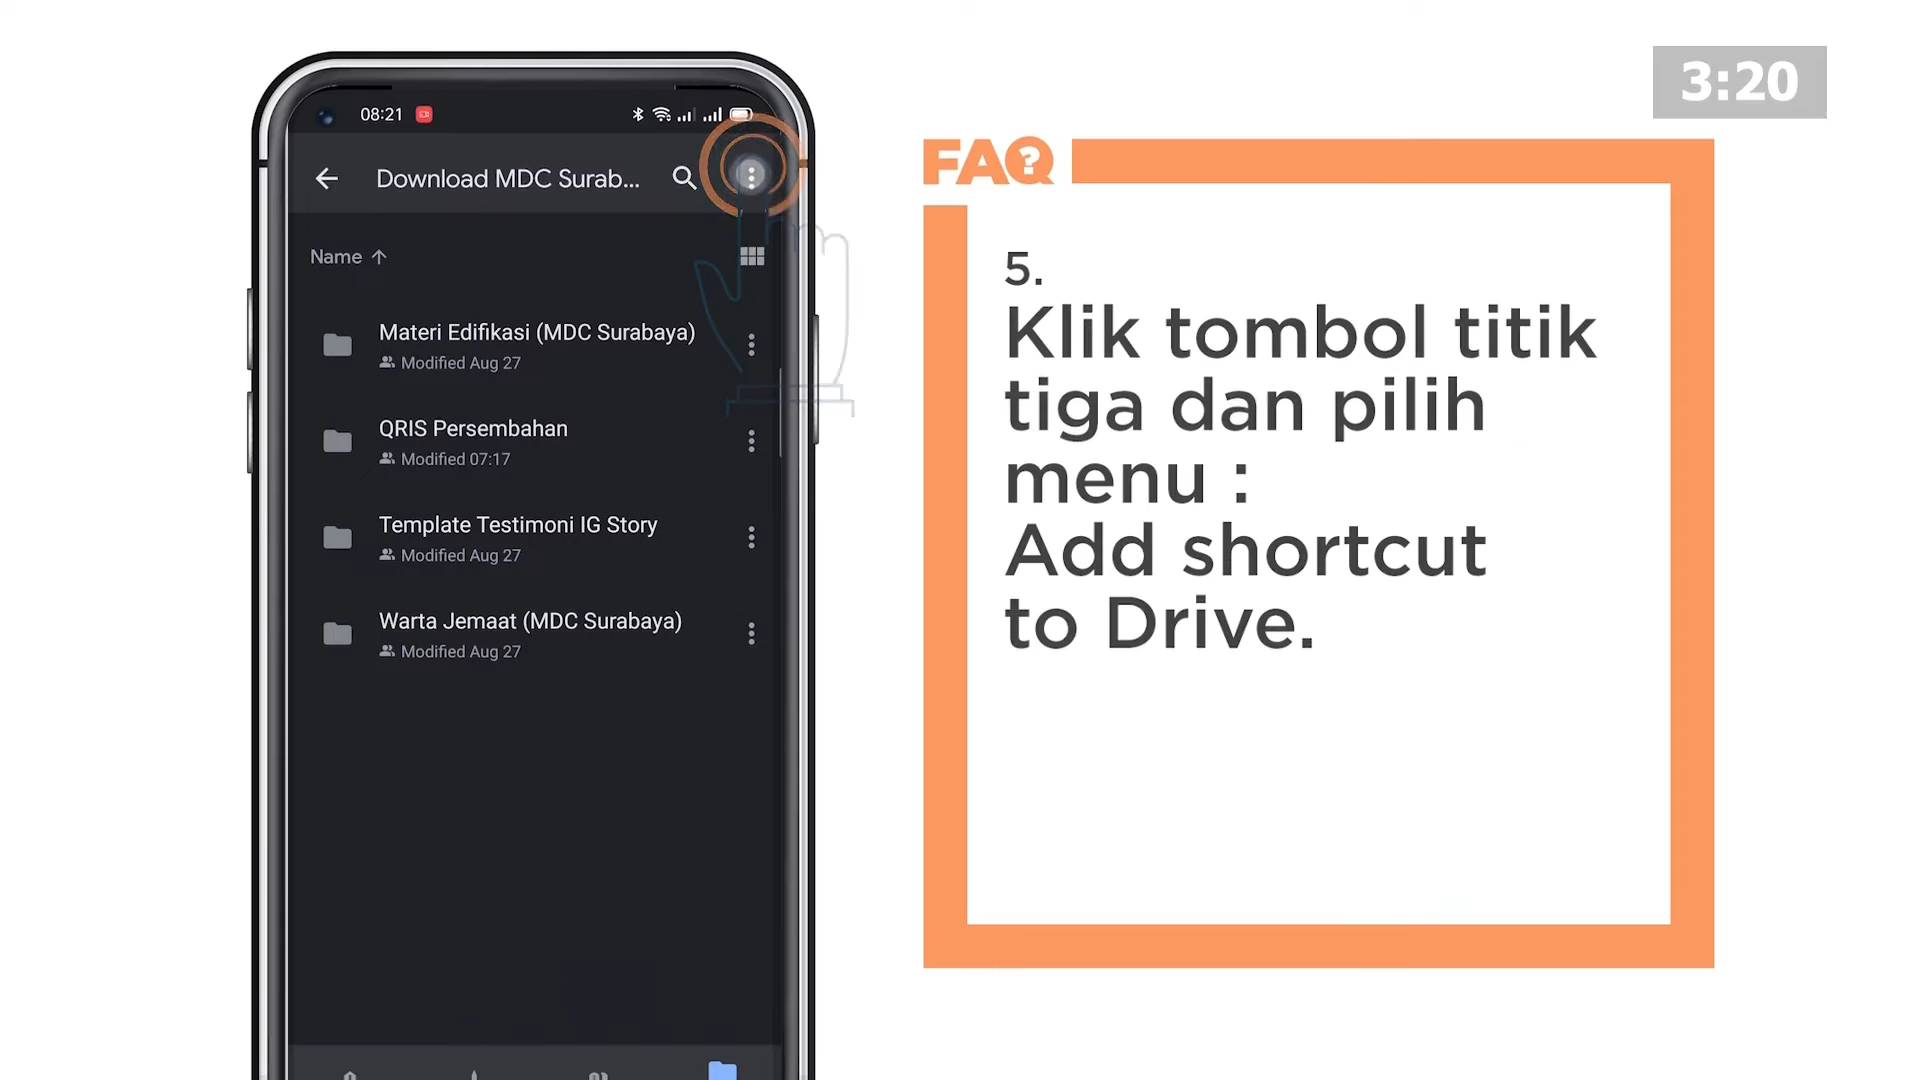 3:20
08:21
Download MDC Surab...
Name
Materi Edifikasi (MDC Surabaya)
Modified Aug 27
QRIS Persembahan
Modified 07:17
Template Testimoni IG Story
Modified Aug 27
Warta Jemaat (MDC Surabaya)
Modified Aug 27
FAQ
?
5.
Klik tombol titik
tiga dan pilih
menu :
Add shortcut
to Drive.